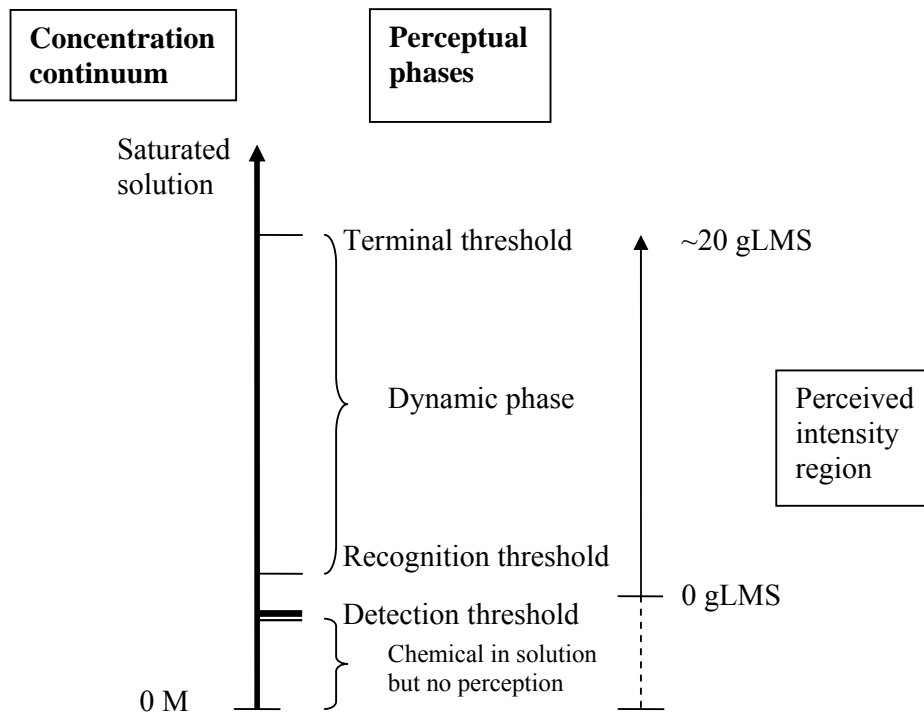 Concentration
continuum
Perceptual
phases
Saturated
solution
Terminal threshold
~20 gLMS
Dynamic phase
Perceived
intensity
region
Recognition threshold
0 gLMS
Detection threshold
Chemical in solution
but no perception
0 M